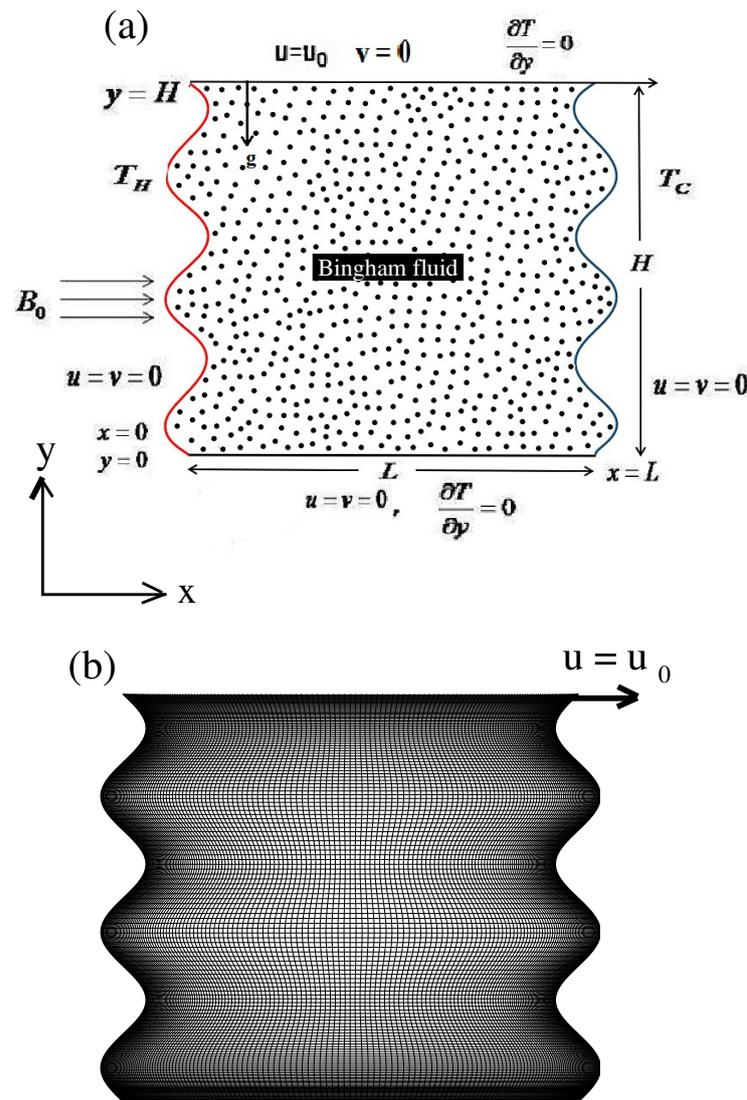 (a)
u=u₀ v = 0 ∂T/∂y = 0
y = H
g
T_H T_C
Bingham fluid
H
B₀
u = v = 0 u = v = 0
x = 0
y = 0
L x = L
u = v = 0 , ∂T/∂y = 0
y
x
(b)
u = u ₀